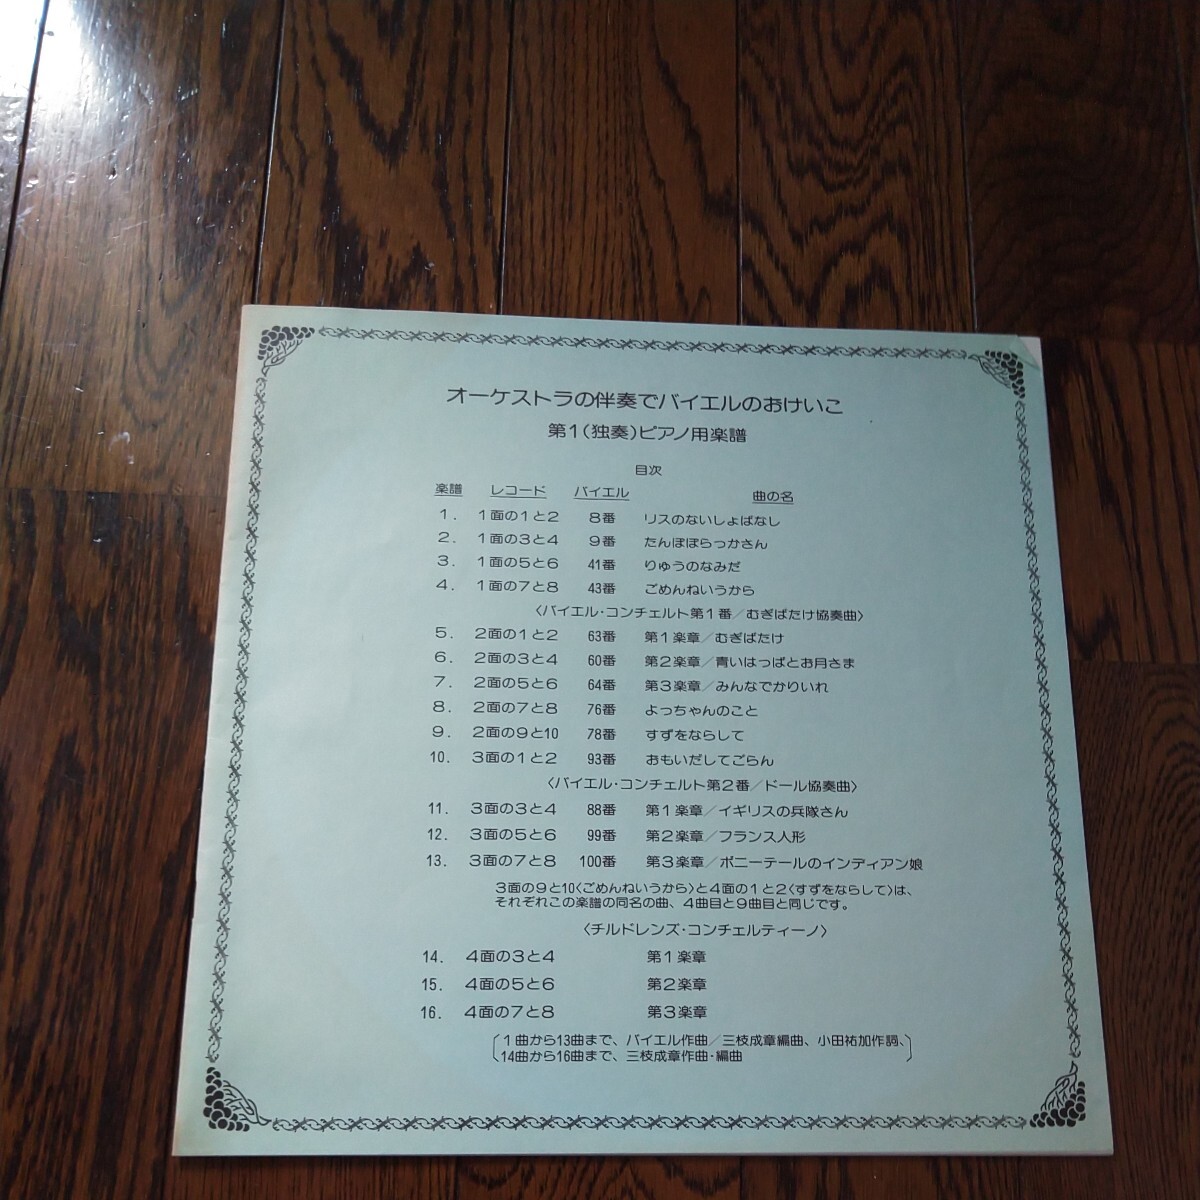 オーケストラの伴奏でバイエルのおけいこ
第1(独奏)ピアノ用楽譜
目次
楽譜 レコード バイエル 曲の名
1. 1面の1と2 8番 リスのないしょばなし
2. 1面の3と4 9番 たんぽぽらっかさん
3. 1面の5と6 41番 りゅうのなみだ
4. 1面の7と8 43番 ごめんねいうから
〈バイエル・コンチェルト第1番/むぎばたけ協奏曲〉
5. 2面の1と2 63番 第1楽章/むぎばたけ
6. 2面の3と4 60番 第2楽章/青いはっぱとお月さま
7. 2面の5と6 64番 第3楽章/みんなでかりいれ
8. 2面の7と8 76番 よっちゃんのこと
9. 2面の9と10 78番 すずをならして
10. 3面の1と2 93番 おもいだしてごらん
〈バイエル・コンチェルト第2番/ドール協奏曲〉
11. 3面の3と4 88番 第1楽章/イギリスの兵隊さん
12. 3面の5と6 99番 第2楽章/フランス人形
13. 3面の7と8 100番 第3楽章/ポニーテールのインディアン娘
3面の9と10〈ごめんねいうから〉と4面の1と2〈すずをならして〉は、
それぞれこの楽譜の同名の曲、4曲目と9曲目と同じです。
〈チルドレンズ・コンチェルティーノ〉
14. 4面の3と4 第1楽章
15. 4面の5と6 第2楽章
16. 4面の7と8 第3楽章
1曲から13曲まで、バイエル作曲/三枝成章編曲、小田祐加作詞、
14曲から16曲まで、三枝成章作曲・編曲